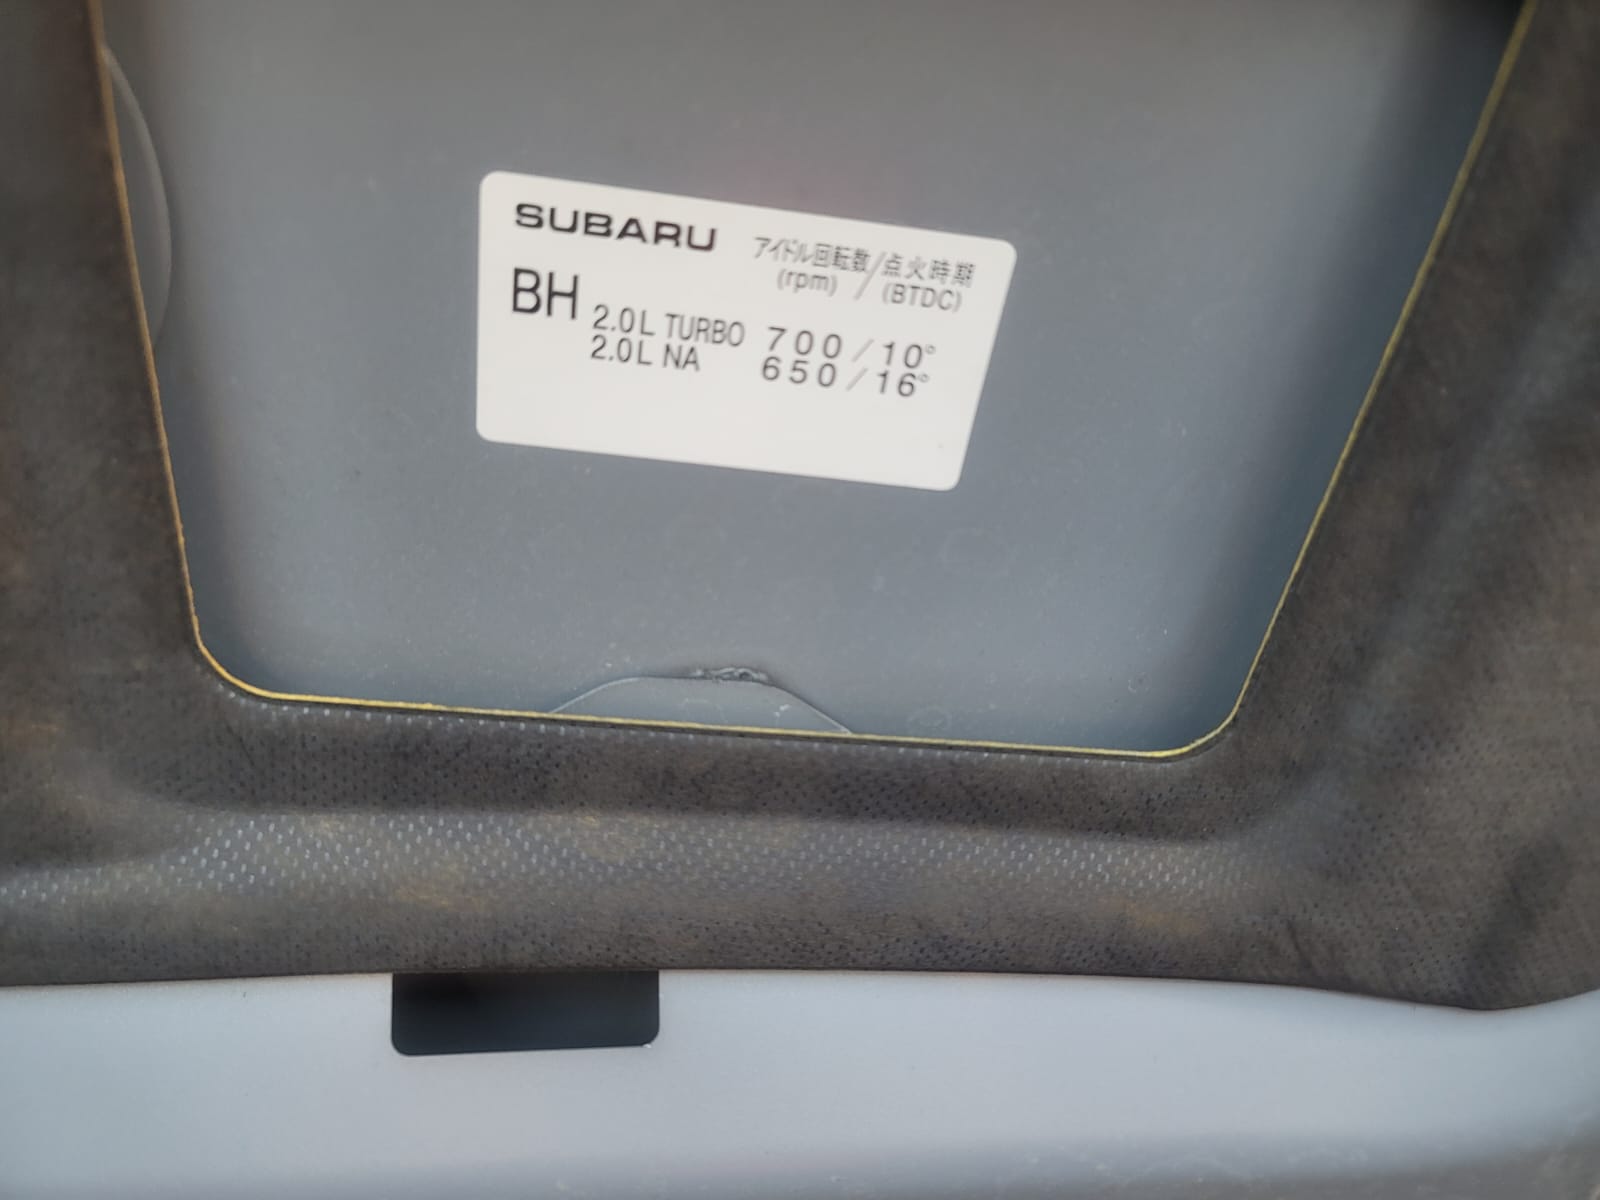 SUBARU
アイドル回転数/点火時期
(rpm) (BTDC)
BH
2.0L TURBO 700/10°
2.0L NA 650/16°